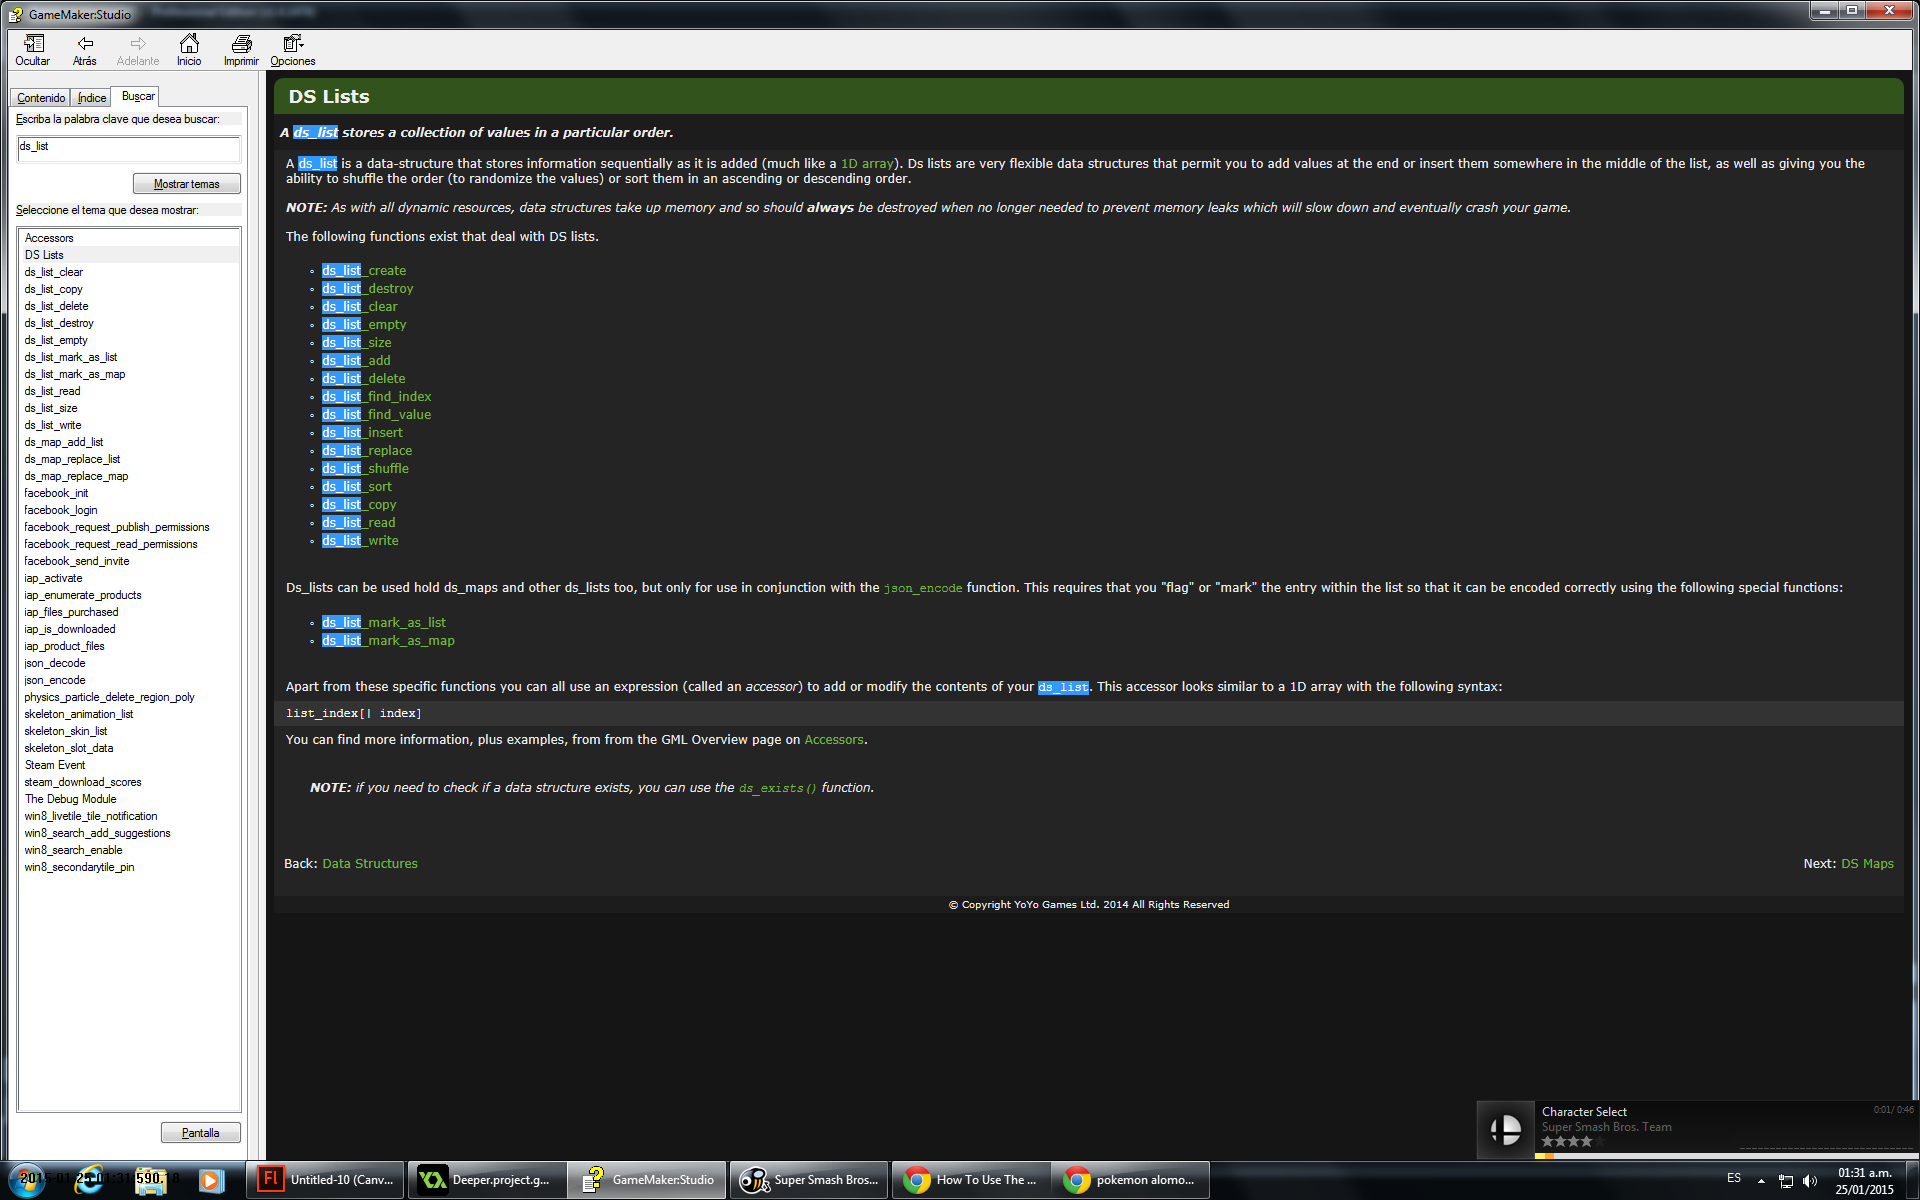 GameMaker:Studio
Ocultar Atrás Adelante Inicio Imprimir Opciones
Contenido Índice Buscar
Escriba la palabra clave que desea buscar:
ds_list
Mostrar temas
Seleccione el tema que desea mostrar:
Accessors
DS Lists
ds_list_clear
ds_list_copy
ds_list_delete
ds_list_destroy
ds_list_empty
ds_list_mark_as_list
ds_list_mark_as_map
ds_list_read
ds_list_size
ds_list_write
ds_map_add_list
ds_map_replace_list
ds_map_replace_map
facebook_init
facebook_login
facebook_request_publish_permissions
facebook_request_read_permissions
facebook_send_invite
iap_activate
iap_enumerate_products
iap_files_purchased
iap_is_downloaded
iap_product_files
json_decode
json_encode
physics_particle_delete_region_poly
skeleton_animation_list
skeleton_skin_list
skeleton_slot_data
Steam Event
steam_download_scores
The Debug Module
win8_livetile_tile_notification
win8_search_add_suggestions
win8_search_enable
win8_secondarytile_pin
Pantalla
DS Lists
A ds_list stores a collection of values in a particular order.
A ds_list is a data-structure that stores information sequentially as it is added (much like a 1D array). Ds lists are very flexible data structures that permit you to add values at the end or insert them somewhere in the middle of the list, as well as giving you the
ability to shuffle the order (to randomize the values) or sort them in an ascending or descending order.
NOTE: As with all dynamic resources, data structures take up memory and so should always be destroyed when no longer needed to prevent memory leaks which will slow down and eventually crash your game.
The following functions exist that deal with DS lists.
ds_list_create
ds_list_destroy
ds_list_clear
ds_list_empty
ds_list_size
ds_list_add
ds_list_delete
ds_list_find_index
ds_list_find_value
ds_list_insert
ds_list_replace
ds_list_shuffle
ds_list_sort
ds_list_copy
ds_list_read
ds_list_write
Ds_lists can be used hold ds_maps and other ds_lists too, but only for use in conjunction with the json_encode function. This requires that you "flag" or "mark" the entry within the list so that it can be encoded correctly using the following special functions:
ds_list_mark_as_list
ds_list_mark_as_map
Apart from these specific functions you can all use an expression (called an accessor) to add or modify the contents of your ds_list. This accessor looks similar to a 1D array with the following syntax:
list_index[| index]
You can find more information, plus examples, from from the GML Overview page on Accessors.
NOTE: if you need to check if a data structure exists, you can use the ds_exists() function.
Back: Data Structures
Next: DS Maps
© Copyright YoYo Games Ltd. 2014 All Rights Reserved
Character Select 0:01/ 0:46
Super Smash Bros. Team
2015-01-25 01:31:590.18
Untitled-10 (Canv... Deeper.project.g... GameMaker:Studio Super Smash Bros... How To Use The ... pokemon alomo...
ES
01:31 a.m.
25/01/2015